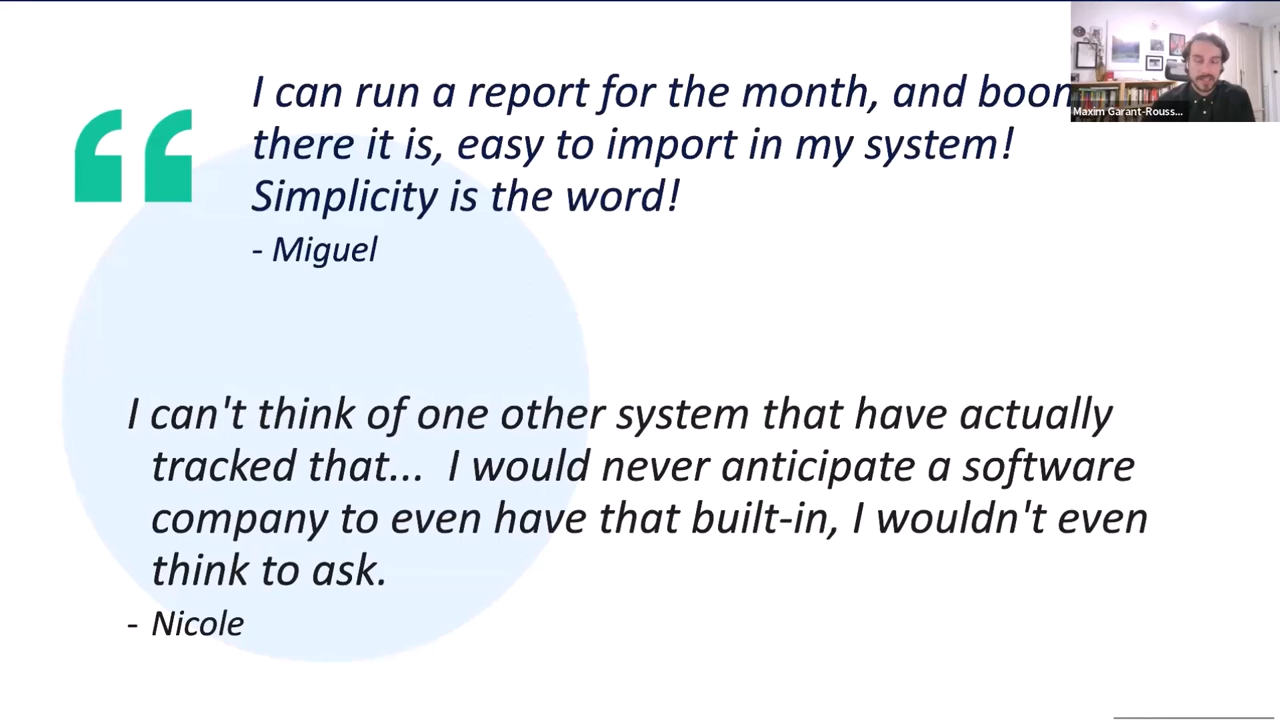 I can run a report for the month, and boom
there it is, easy to import in my system!
Simplicity is the word!
- Miguel
Maxim Garant-Rouss...
I can't think of one other system that have actually
tracked that... I would never anticipate a software
company to even have that built-in, I wouldn't even
think to ask.
- Nicole